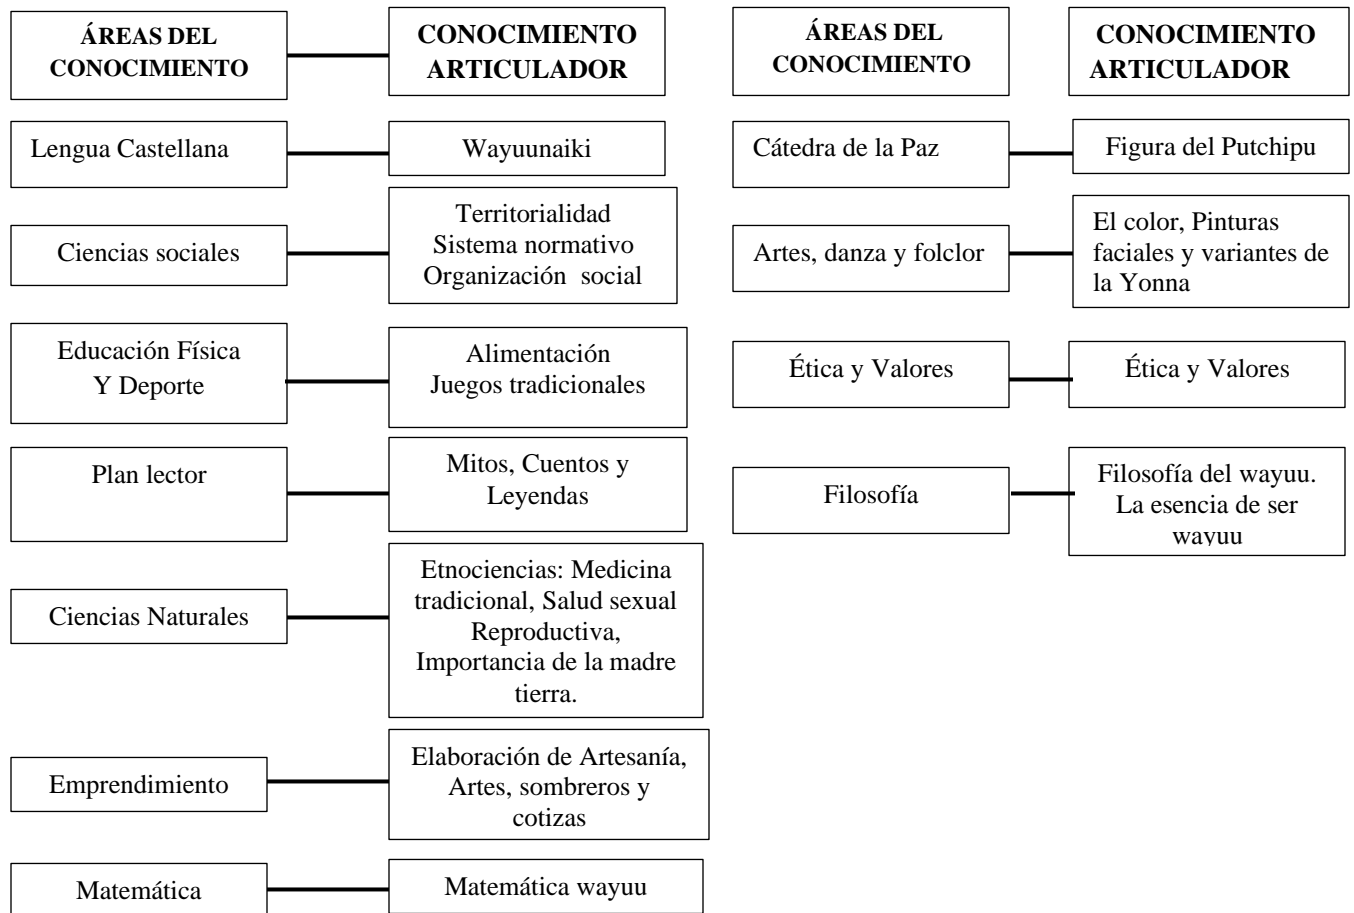 ÁREAS DEL
CONOCIMIENTO
CONOCIMIENTO
ARTICULADOR
Lengua Castellana
Wayuunaiki
Ciencias sociales
Territorialidad
Sistema normativo
Organización social
Educación Física
Y Deporte
Alimentación
Juegos tradicionales
Plan lector
Mitos, Cuentos y
Leyendas
Ciencias Naturales
Etnociencias: Medicina
tradicional, Salud sexual
Reproductiva,
Importancia de la madre
tierra.
Emprendimiento
Elaboración de Artesanía,
Artes, sombreros y
cotizas
Matemática
Matemática wayuu
ÁREAS DEL
CONOCIMIENTO
CONOCIMIENTO
ARTICULADOR
Cátedra de la Paz
Figura del Putchipu
Artes, danza y folclor
El color, Pinturas
faciales y variantes de
la Yonna
Ética y Valores
Ética y Valores
Filosofía
Filosofía del wayuu.
La esencia de ser
wayuu